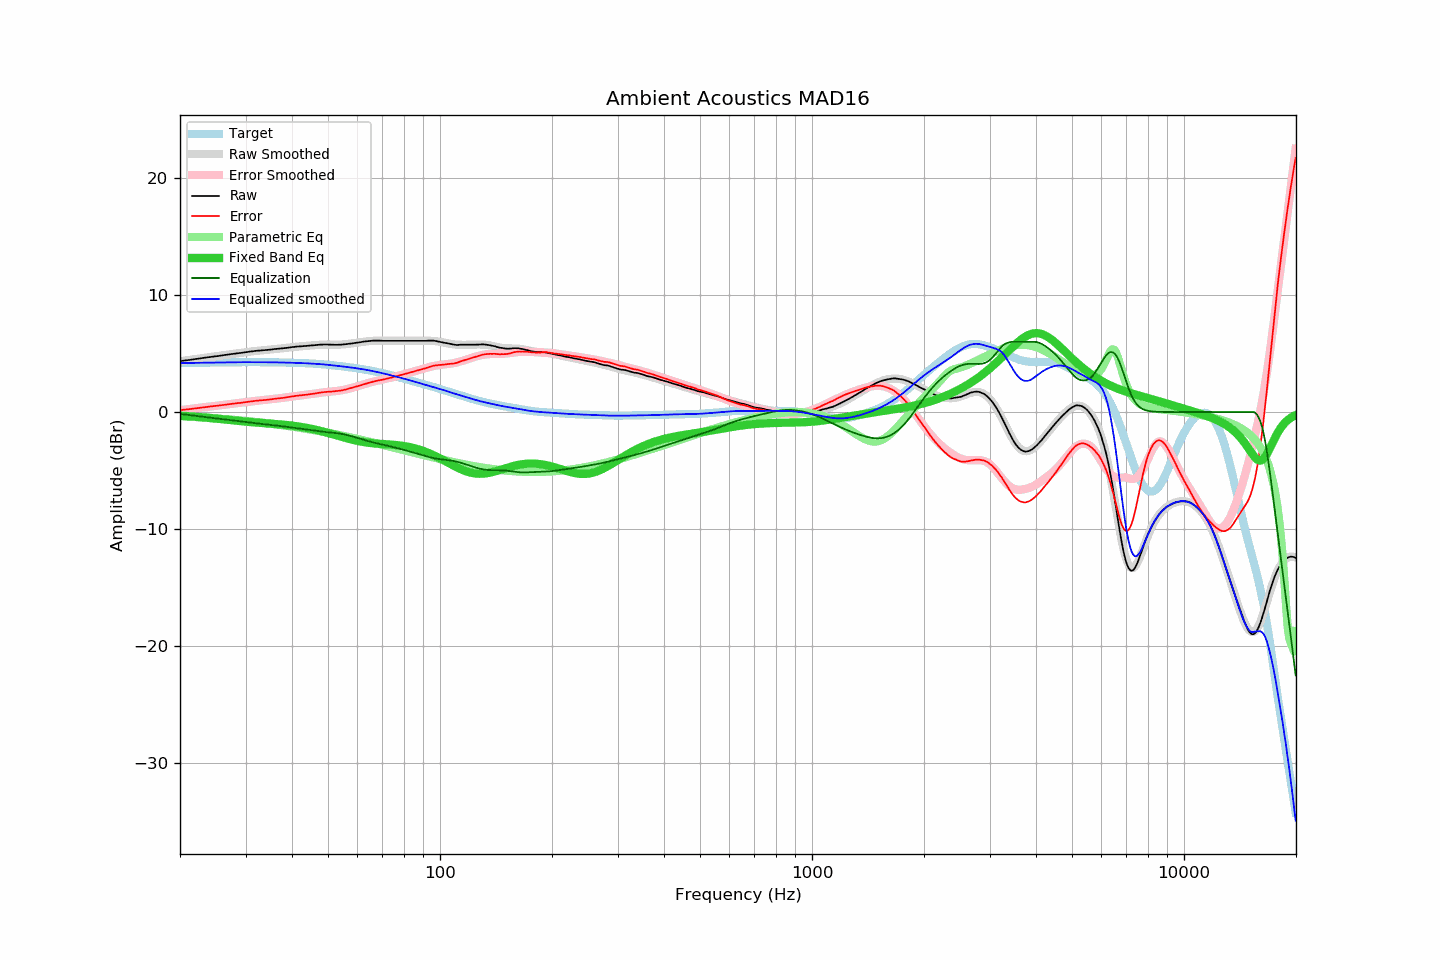 Ambient Acoustics MAD16
Target
Raw Smoothed
Error Smoothed
Raw
Error
Parametric Eq
Fixed Band Eq
Equalization
Equalized smoothed
20
10
0
−10
−20
−30
Amplitude (dBr)
100
1000
10000
Frequency (Hz)